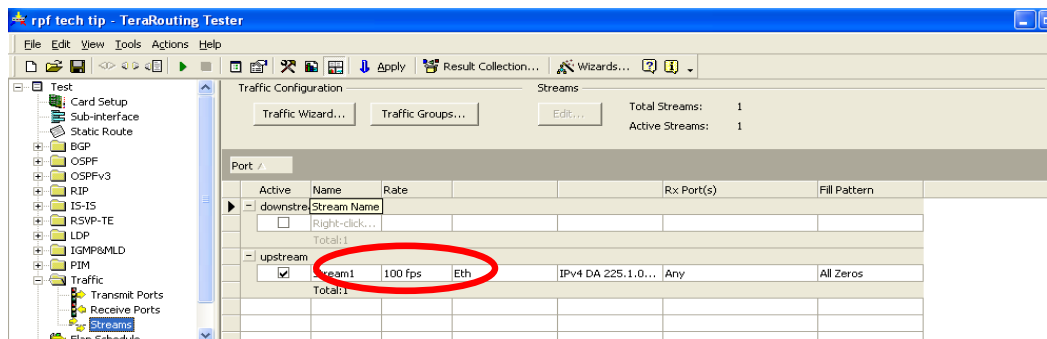 rpf tech tip - TeraRouting Tester
File Edit View Tools Actions Help
Apply Result Collection... Wizards...
Test
Card Setup
Sub-interface
Static Route
BGP
OSPF
OSPFv3
RIP
IS-IS
RSVP-TE
LDP
IGMP&MLD
PIM
Traffic
Transmit Ports
Receive Ports
Streams
Traffic Configuration
Traffic Wizard... Traffic Groups...
Streams
Edit...
Total Streams: 1
Active Streams: 1
Port
Active Name Rate Rx Port(s) Fill Pattern
Stream Name
Right-click...
Total:1
upstream
Stream1 100 fps Eth IPv4 DA 225.1.0... Any All Zeros
Total:1